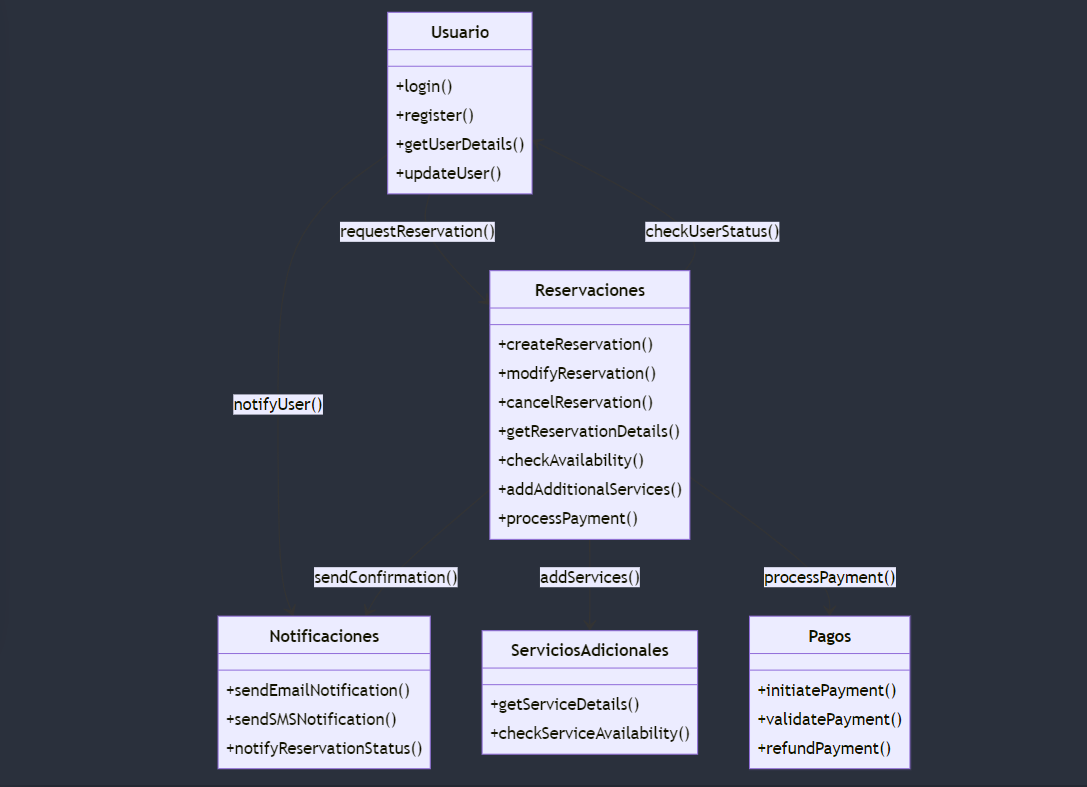 Usuario
+login()
+register()
+getUserDetails()
+updateUser()
requestReservation()
checkUserStatus()
Reservaciones
+createReservation()
+modifyReservation()
+cancelReservation()
+getReservationDetails()
+checkAvailability()
+addAdditionalServices()
+processPayment()
notifyUser()
sendConfirmation()
addServices()
processPayment()
Notificaciones
+sendEmailNotification()
+sendSMSNotification()
+notifyReservationStatus()
ServiciosAdicionales
+getServiceDetails()
+checkServiceAvailability()
Pagos
+initiatePayment()
+validatePayment()
+refundPayment()